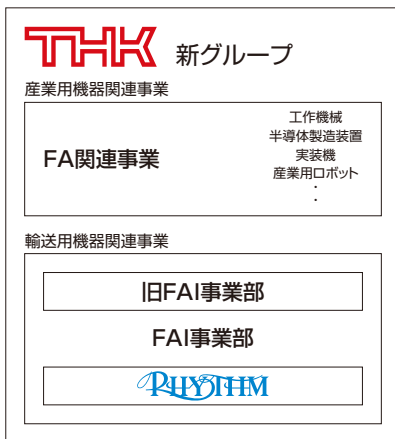 THK 新グループ
産業用機器関連事業
FA関連事業
工作機械
半導体製造装置
実装機
産業用ロボット
・
・
輸送用機器関連事業
旧FAI事業部
FAI事業部
RHYTHM